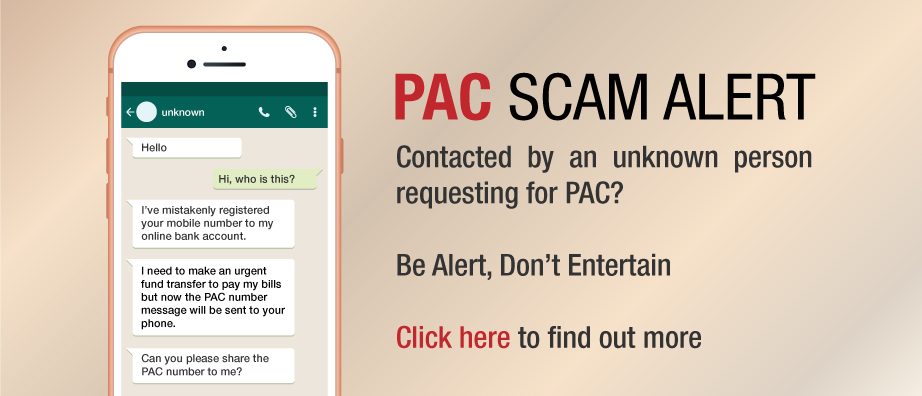 unknown
Hello
Hi, who is this?
I've mistakenly registered
your mobile number to my
online bank account.
I need to make an urgent
fund transfer to pay my bills
but now the PAC number
message will be sent to your
phone.
Can you please share the
PAC number to me?
PAC SCAM ALERT
Contacted by an unknown person
requesting for PAC?
Be Alert, Don't Entertain
Click here to find out more